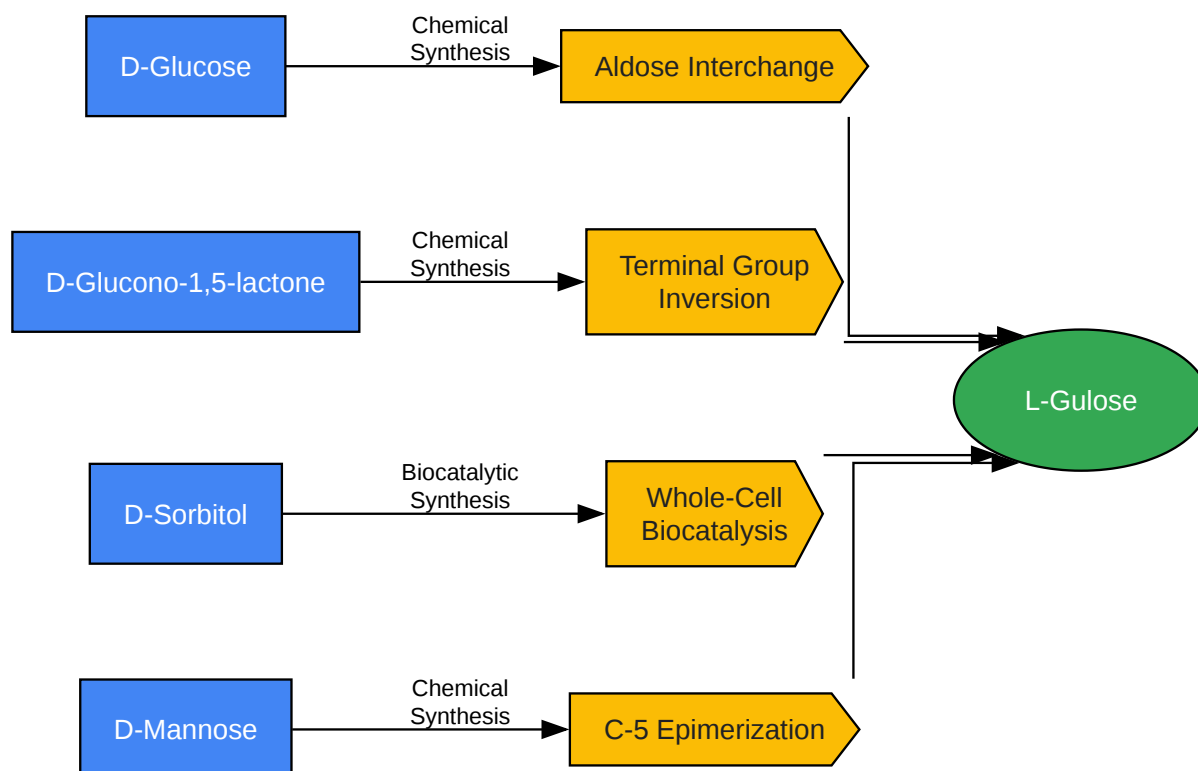 D-Glucose
Chemical
Synthesis
Aldose Interchange
D-Glucono-1,5-lactone
Chemical
Synthesis
Terminal Group
Inversion
L-Gulose
D-Sorbitol
Biocatalytic
Synthesis
Whole-Cell
Biocatalysis
D-Mannose
Chemical
Synthesis
C-5 Epimerization